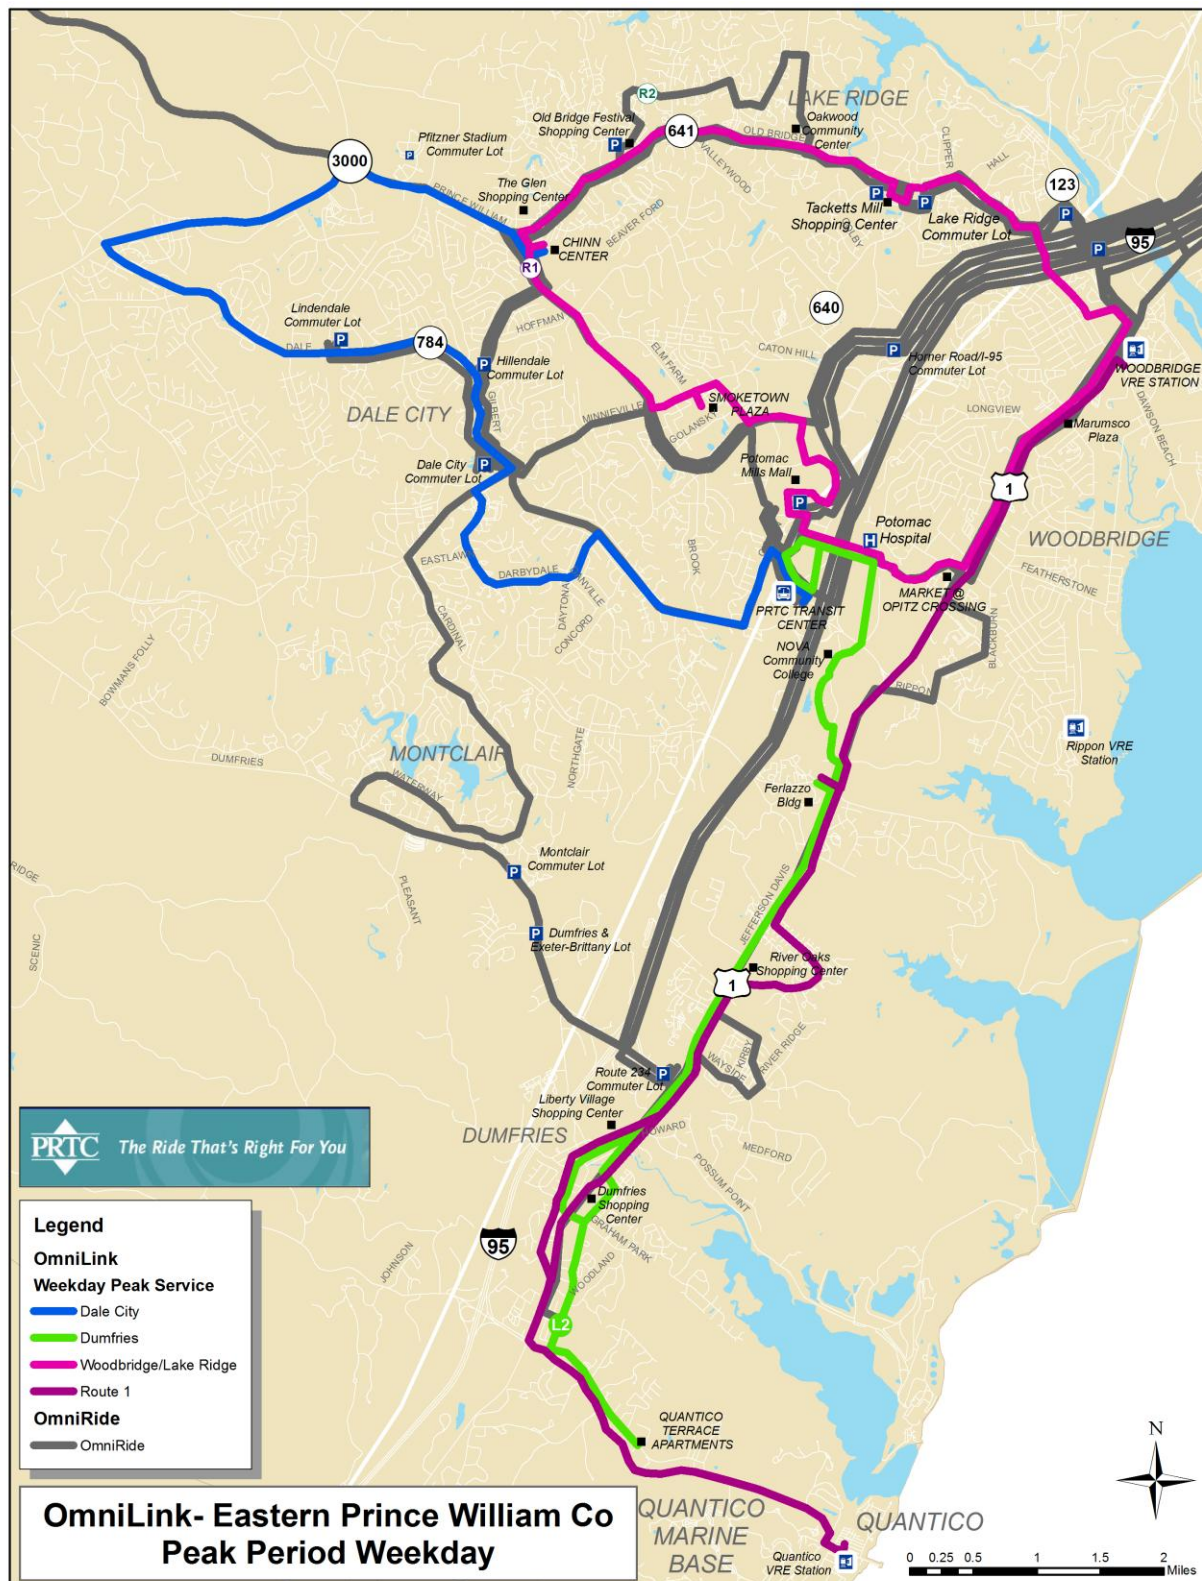 LAKE RIDGE
R2
Old Bridge Festival
Shopping Center
641
OLD BRIDGE
Oakwood
Community
Center
Pfitzner Stadium
Commuter Lot
3000
VALLEYWOOD
CLIPPER
HALL
PRINCE WILLIAM
The Glen
Shopping Center
123
P
Tacketts Mill
Shopping Center
Lake Ridge
Commuter Lot
BEAVER FORD
CHINN
CENTER
95
R1
640
Lindendale
Commuter Lot
HOFFMAN
DALE
784
ELM FARM
CATON HILL
Horner Road/I-95
Commuter Lot
WOODBRIDGE
VRE STATION
Hillendale
Commuter Lot
GILBERT
DALE CITY
MINNIEVILLE
SMOKETOWN
PLAZA
GOLANSKY
LONGVIEW
DAWSON BEACH
Marumsco
Plaza
Dale City
Commuter Lot
Potomac
Mills Mall
1
Potomac
Hospital
H
WOODBRIDGE
BROOK
EASTLAWN
DARBYDALE
FEATHERSTONE
MARKET @
OPITZ CROSSING
PRTC TRANSIT
CENTER
DAYTONA
CONCORD
CARDINAL
BLACKBURN
NOVA
Community
College
BOWMANS FOLLY
RIPPON
Rippon VRE
Station
MONTCLAIR
DUMFRIES
NORTHGATE
WATERWAY
Ferlazzo
Bldg
Montclair
Commuter Lot
RIDGE
PLEASANT
JEFFERSON DAVIS
SCENIC
Dumfries &
Exeter-Brittany Lot
River Oaks
Shopping Center
1
KIRBY
WAYSIDE
RIVER RIDGE
Route 234
Commuter Lot
Liberty Village
Shopping Center
DUMFRIES
MEDFORD
POSSUM POINT
Dumfries
Shopping
Center
GRAHAM PARK
WOODLAND
95
JOHNSON
L2
PRTC The Ride That's Right For You
Legend
OmniLink
Weekday Peak Service
Dale City
Dumfries
Woodbridge/Lake Ridge
Route 1
OmniRide
OmniRide
QUANTICO
TERRACE
APARTMENTS
QUANTICO
MARINE
BASE
QUANTICO
Quantico
VRE Station
N
0 0.25 0.5 1 1.5 2
Miles
OmniLink- Eastern Prince William Co
Peak Period Weekday